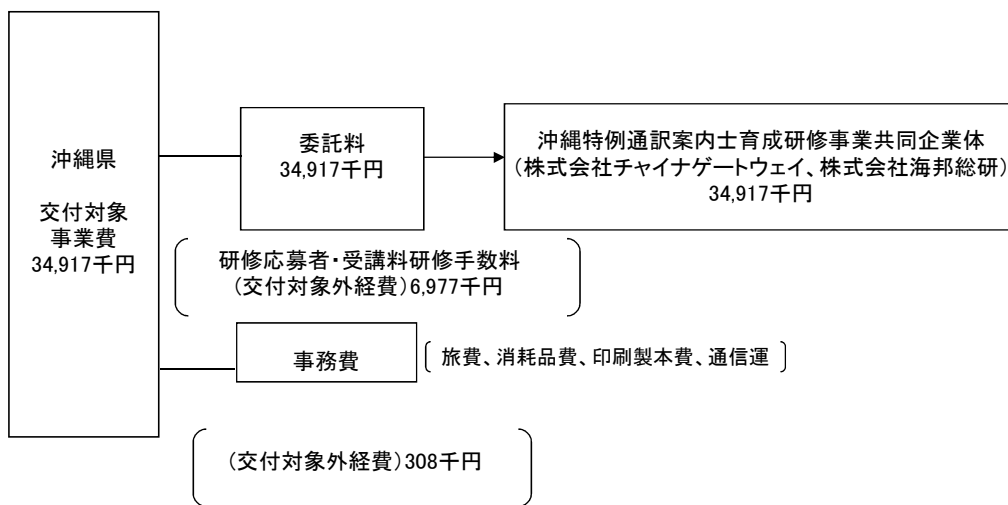 沖縄県
交付対象
事業費
34,917千円
委託料
34,917千円
沖縄特例通訳案内士育成研修事業共同企業体
(株式会社チャイナゲートウェイ、株式会社海邦総研)
34,917千円
研修応募者・受講料研修手数料
(交付対象外経費)6,977千円
事務費
旅費、消耗品費、印刷製本費、通信運
(交付対象外経費)308千円